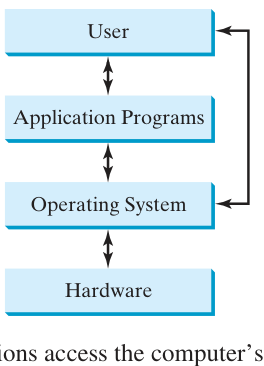 User
Application Programs
Operating System
Hardware
ions access the computer's